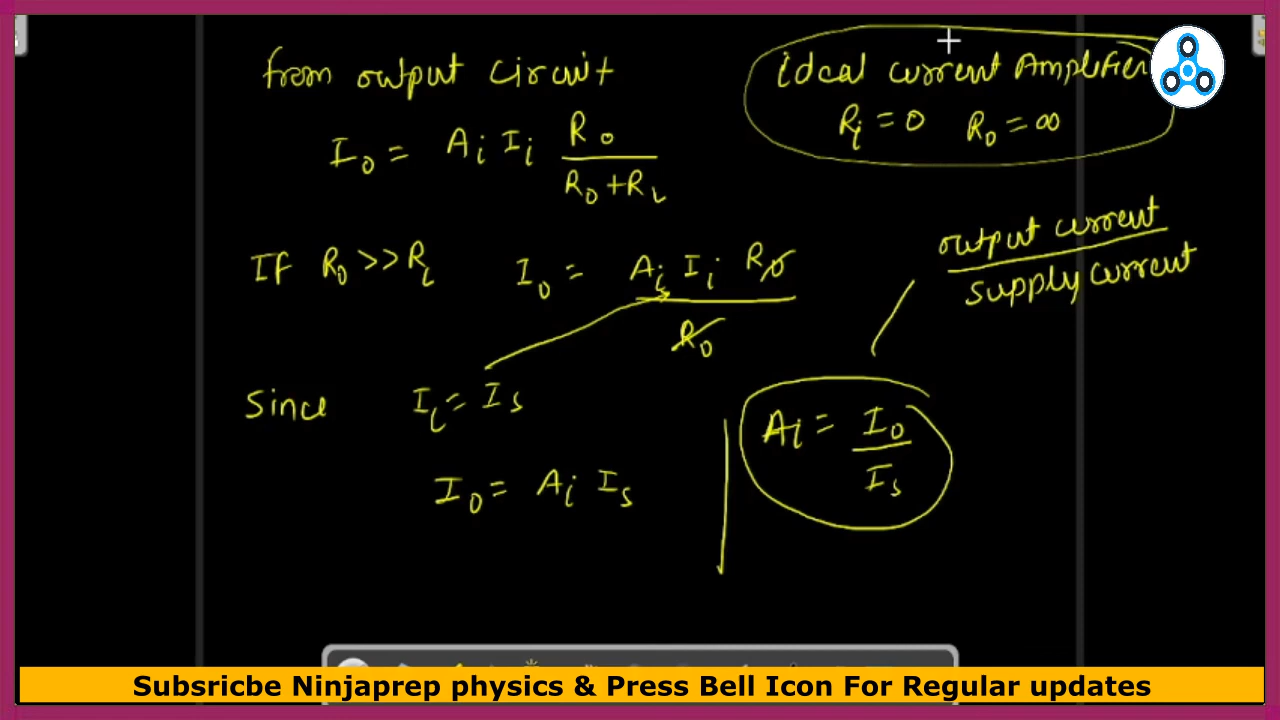 from output circuit
Ideal current Amplifier
Ri = 0 Ro = ∞
Io = Ai Ii Ro / Ro + RL
output current / supply current
If Ro >> RL Io = Ai Ii Ro / Ro
Since Ii = Is
Ai = Io / Is
Io = Ai Is
Subsricbe Ninjaprep physics & Press Bell Icon For Regular updates